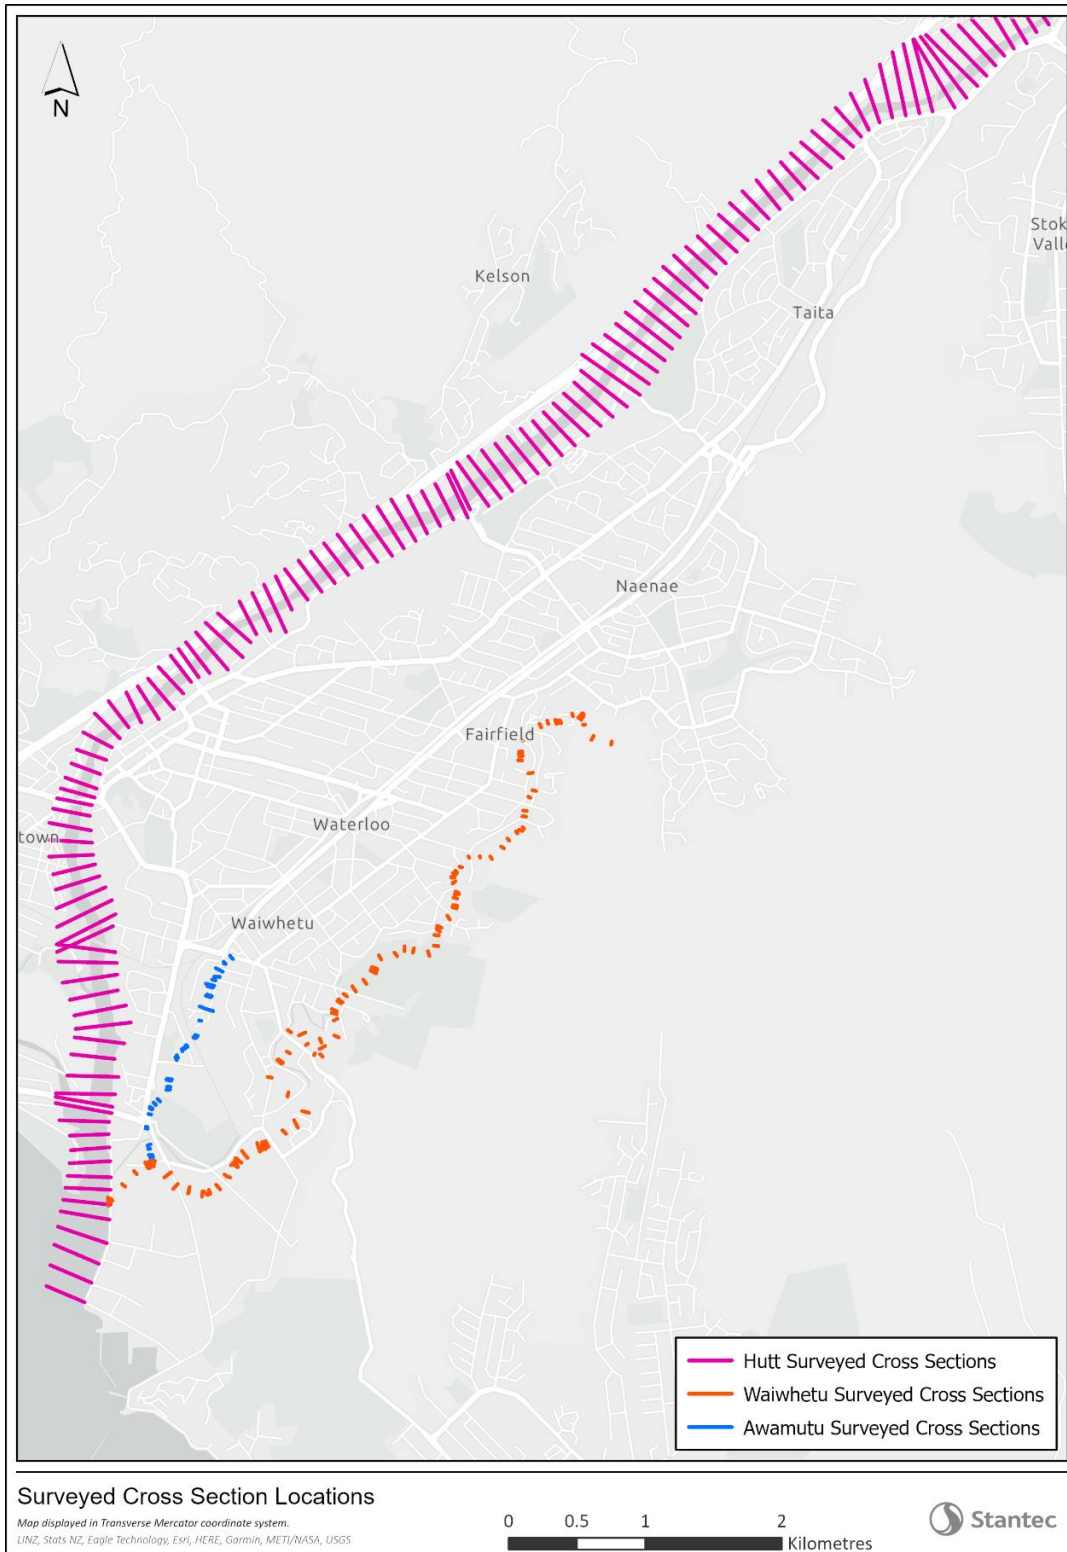 N
Stok
Valle
Kelson
Taita
Naenae
Fairfield
Waterloo
town
Waiwhetu
Hutt Surveyed Cross Sections
Waiwhetu Surveyed Cross Sections
Awamutu Surveyed Cross Sections
Surveyed Cross Section Locations
Map displayed in Transverse Mercator coordinate system.
LINZ, Stats NZ, Eagle Technology, Esri, HERE, Garmin, METI/NASA, USGS
0 0.5 1 2
Kilometres
Stantec